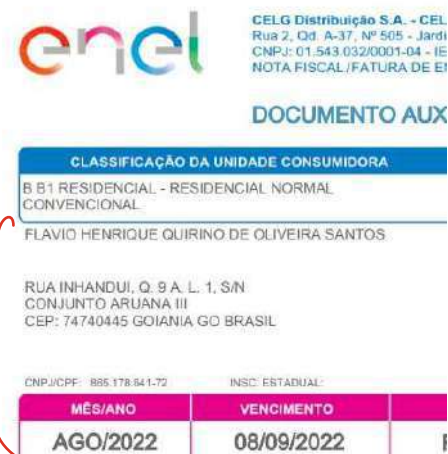 enel
CELG Distribuição S.A. - CEL
Rua 2, Qd. A-37, Nº 505 - Jardi
CNPJ: 01.543.032/0001-04 - IE
NOTA FISCAL/FATURA DE EN
DOCUMENTO AUX
CLASSIFICAÇÃO DA UNIDADE CONSUMIDORA
B B1 RESIDENCIAL - RESIDENCIAL NORMAL
CONVENCIONAL
FLAVIO HENRIQUE QUIRINO DE OLIVEIRA SANTOS
RUA INHANDUI, Q. 9 A, L. 1, S/N
CONJUNTO ARUANA III
CEP: 74740445 GOIANIA GO BRASIL
CNPJ/CPF: 865.178.641-72 INSC. ESTADUAL:
MÊS/ANO VENCIMENTO
AGO/2022 08/09/2022